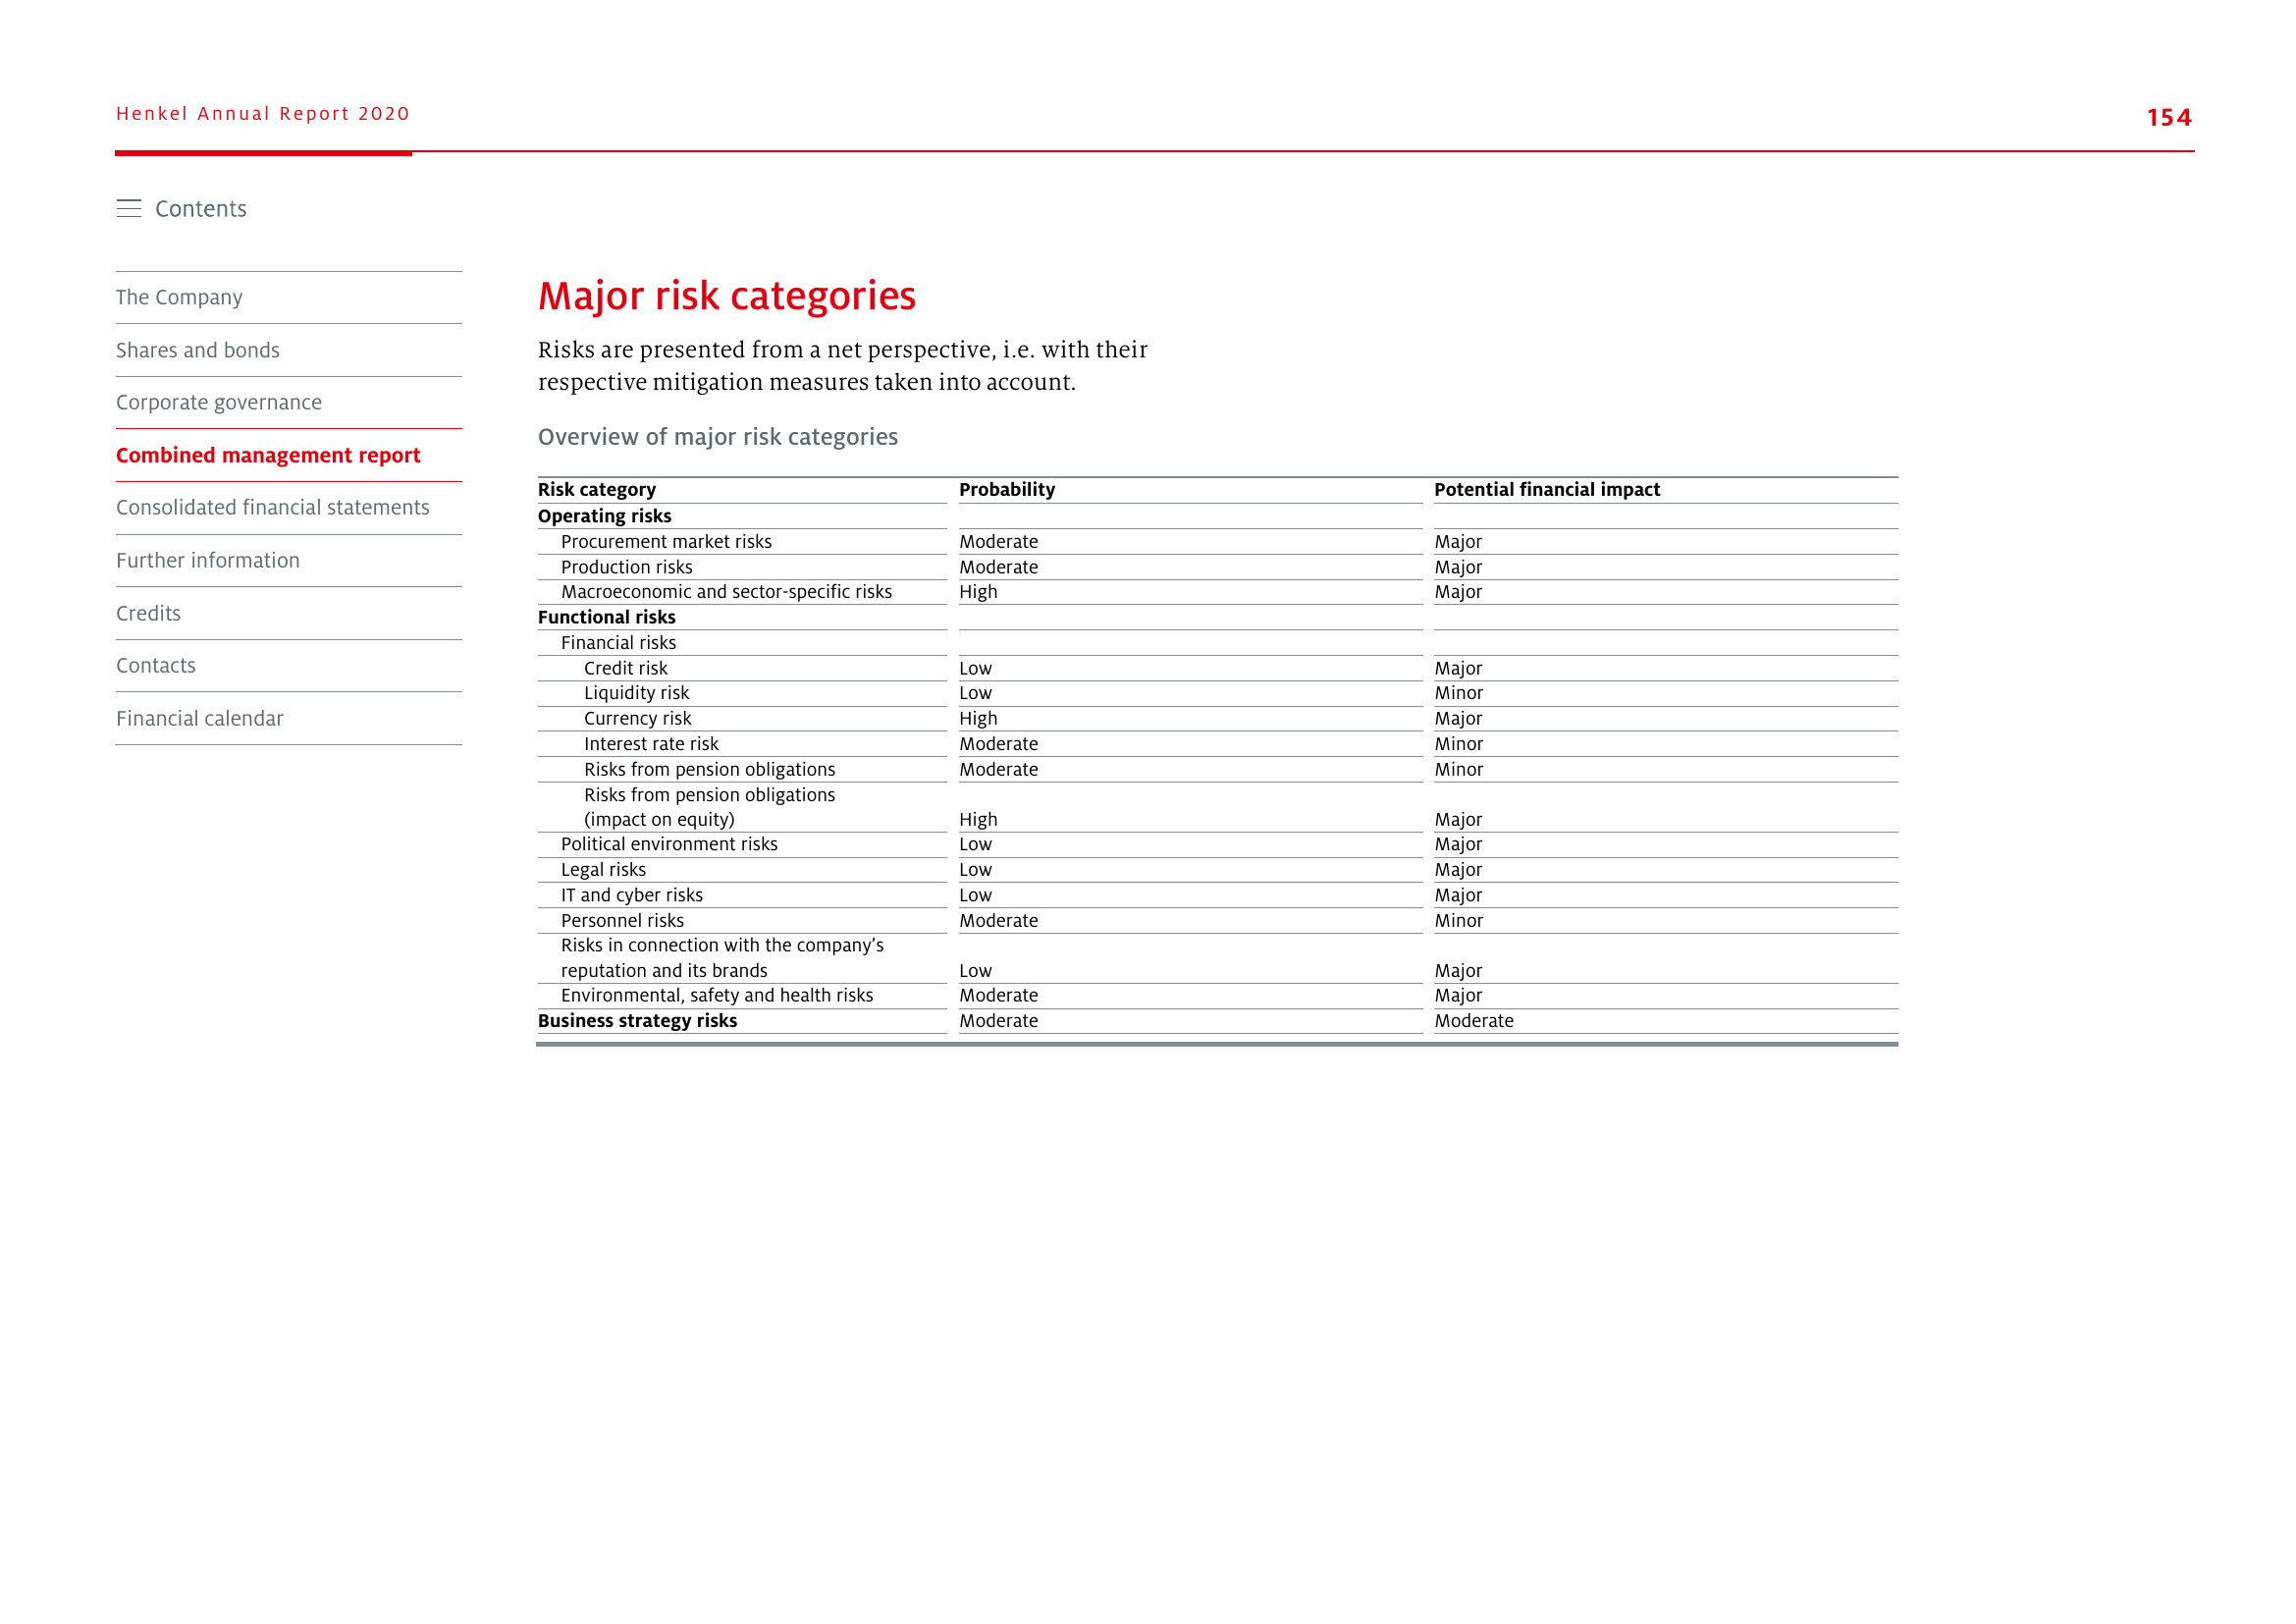 Henkel Annual Report 2020
154
Contents
The Company
Shares and bonds
Corporate governance
Combined management report
Consolidated financial statements
Further information
Credits
Contacts
Financial calendar
Major risk categories
Risks are presented from a net perspective, i.e. with their
respective mitigation measures taken into account.
Overview of major risk categories
Risk category Probability Potential financial impact
Operating risks
Procurement market risks Moderate Major
Production risks Moderate Major
Macroeconomic and sector-specific risks High Major
Functional risks
Financial risks
Credit risk Low Major
Liquidity risk Low Minor
Currency risk High Major
Interest rate risk Moderate Minor
Risks from pension obligations Moderate Minor
Risks from pension obligations
(impact on equity) High Major
Political environment risks Low Major
Legal risks Low Major
IT and cyber risks Low Major
Personnel risks Moderate Minor
Risks in connection with the company’s
reputation and its brands Low Major
Environmental, safety and health risks Moderate Major
Business strategy risks Moderate Moderate